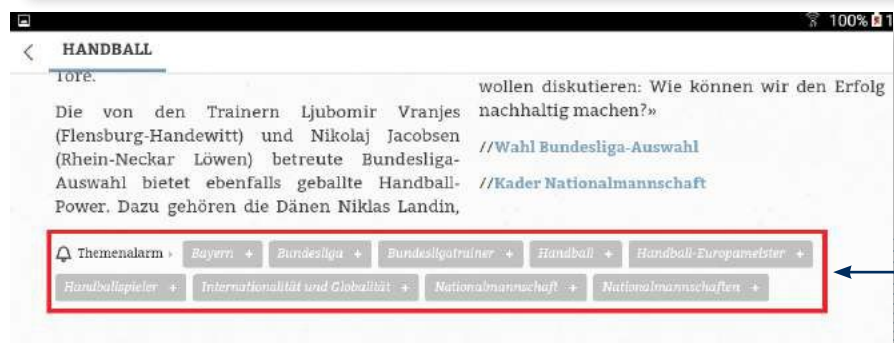 100% 1
HANDBALL
Tore.
Die von den Trainern Ljubomir Vranjes
(Flensburg-Handewitt) und Nikolaj Jacobsen
(Rhein-Neckar Löwen) betreute Bundesliga-
Auswahl bietet ebenfalls geballte Handball-
Power. Dazu gehören die Dänen Niklas Landin,
wollen diskutieren: Wie können wir den Erfolg
nachhaltig machen?»
//Wahl Bundesliga-Auswahl
//Kader Nationalmannschaft
Themenalarm › Bayern + Bundesliga + Bundesligatrainer + Handball + Handball-Europameister +
Handballspieler + Internationalität und Globalität + Nationalmannschaft + Nationalmannschaften +